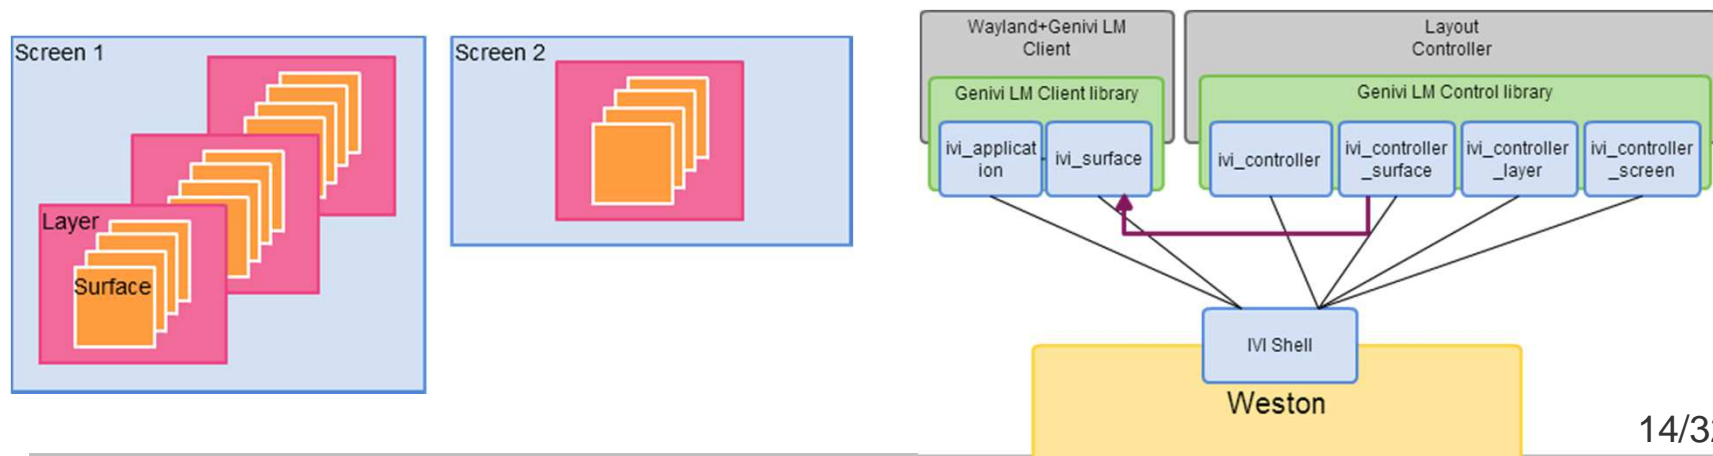 Screen 1
Layer
Surface
Screen 2
Wayland+Genivi LM
Client
Genivi LM Client library
ivi_applicat
ion
ivi_surface
Layout
Controller
Genivi LM Control library
ivi_controller
ivi_controller
_surface
ivi_controller
_layer
ivi_controller
_screen
IVI Shell
Weston
14/32